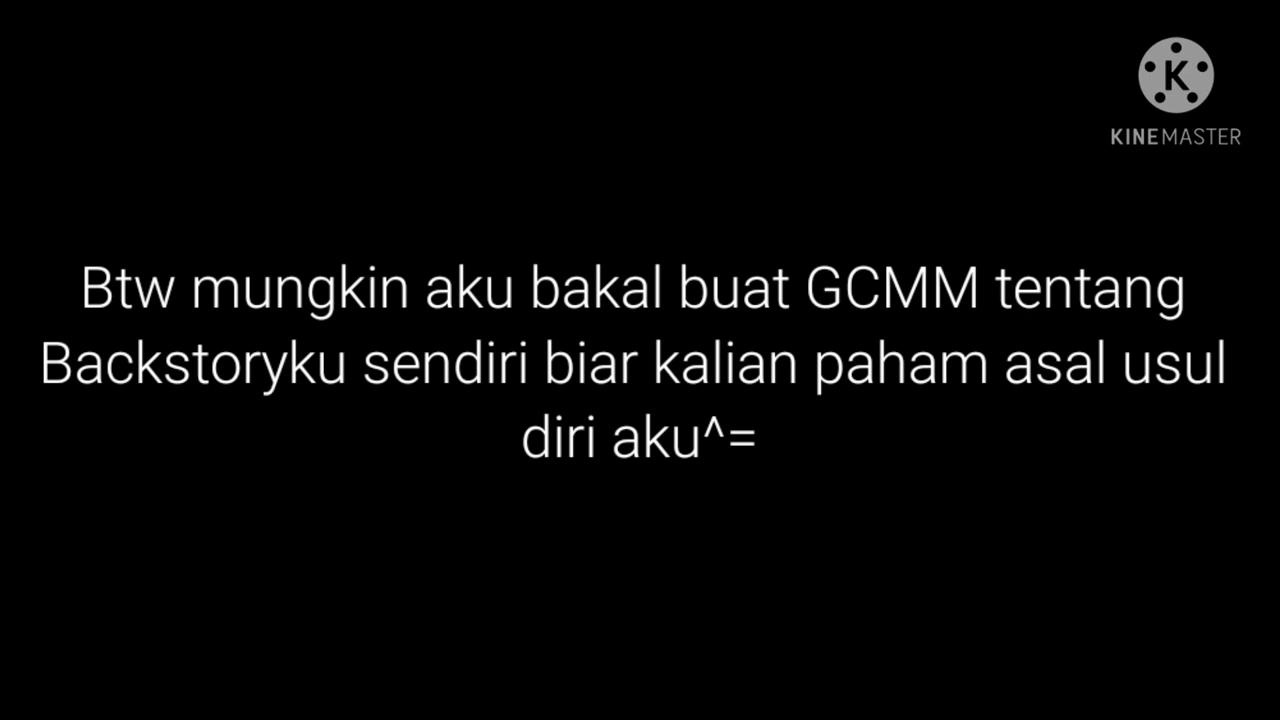 K
KINEMASTER
Btw mungkin aku bakal buat GCMM tentang
Backstoryku sendiri biar kalian paham asal usul
diri aku^=